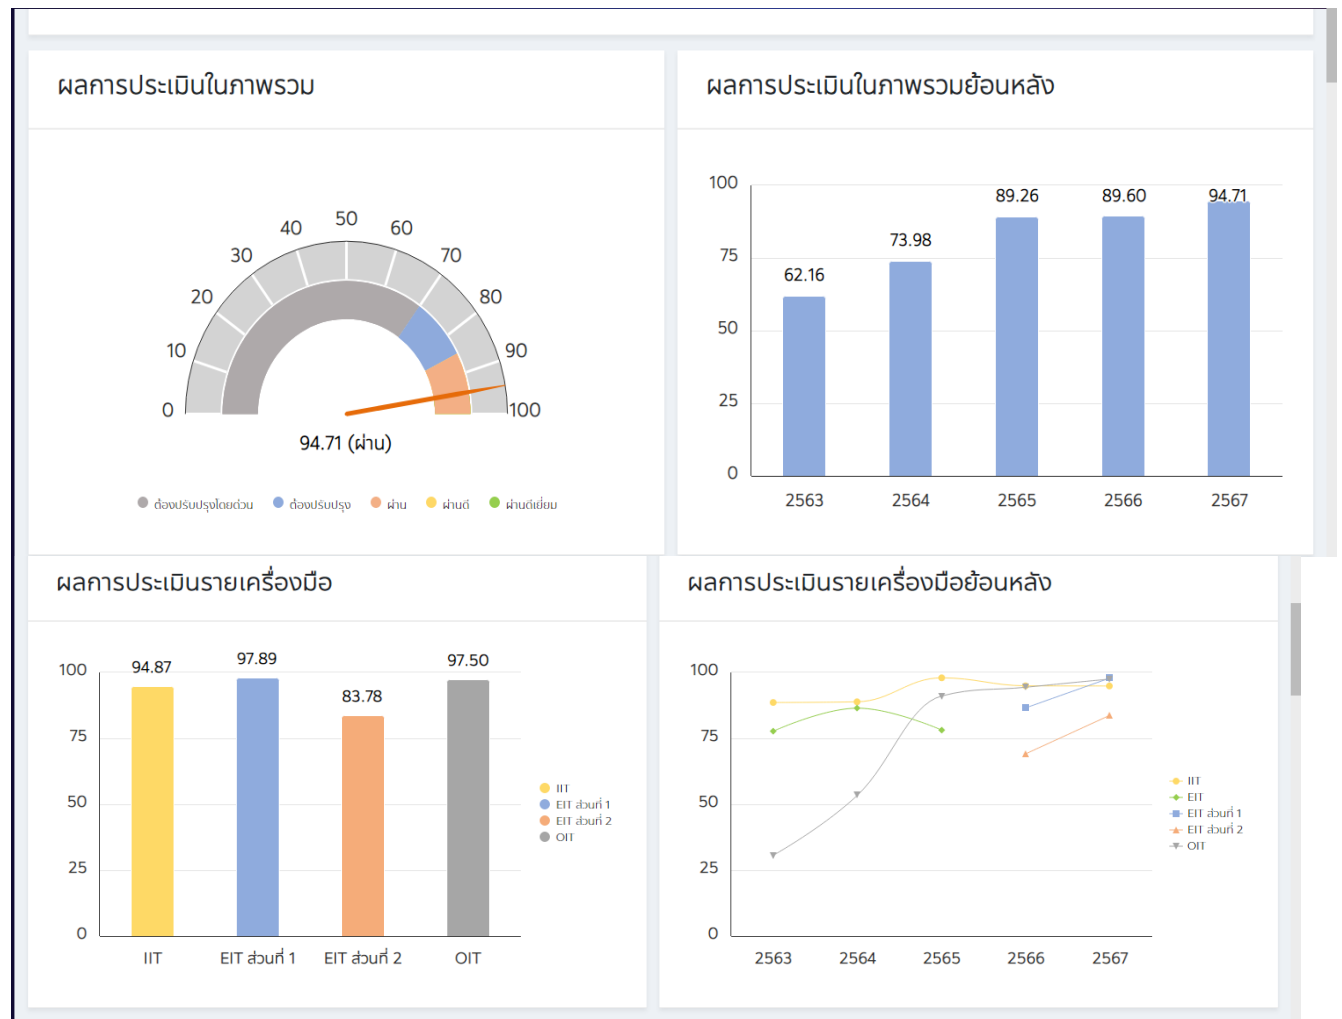 ผลการประเมินในภาพรวม
0
10
20
30
40
50
60
70
80
90
100
94.71 (ผ่าน)
ต้องปรับปรุงโดยด่วน ต้องปรับปรุง ผ่าน ผ่านดี ผ่านดีเยี่ยม
ผลการประเมินในภาพรวมย้อนหลัง
100
75
50
25
0
62.16
73.98
89.26
89.60
94.71
2563 2564 2565 2566 2567
ผลการประเมินรายเครื่องมือ
100
75
50
25
0
94.87
97.89
83.78
97.50
IIT EIT ส่วนที่ 1 EIT ส่วนที่ 2 OIT
IIT
EIT ส่วนที่ 1
EIT ส่วนที่ 2
OIT
ผลการประเมินรายเครื่องมือย้อนหลัง
100
75
50
25
0
2563 2564 2565 2566 2567
IIT
EIT
EIT ส่วนที่ 1
EIT ส่วนที่ 2
OIT